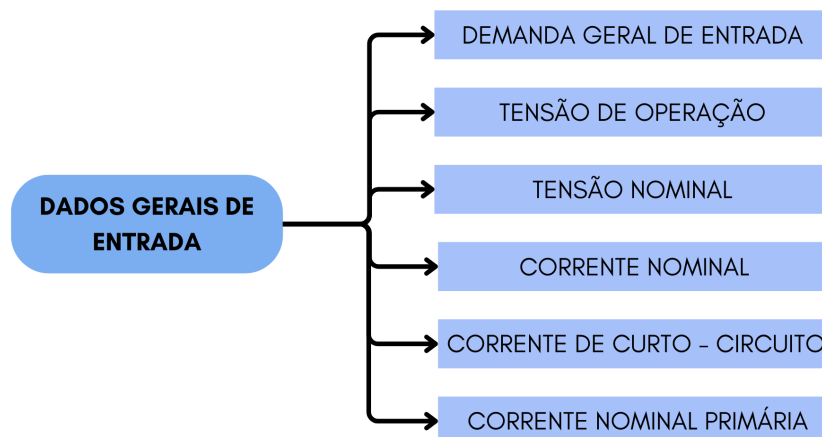 DADOS GERAIS DE
ENTRADA
DEMANDA GERAL DE ENTRADA
TENSÃO DE OPERAÇÃO
TENSÃO NOMINAL
CORRENTE NOMINAL
CORRENTE DE CURTO - CIRCUITO
CORRENTE NOMINAL PRIMÁRIA